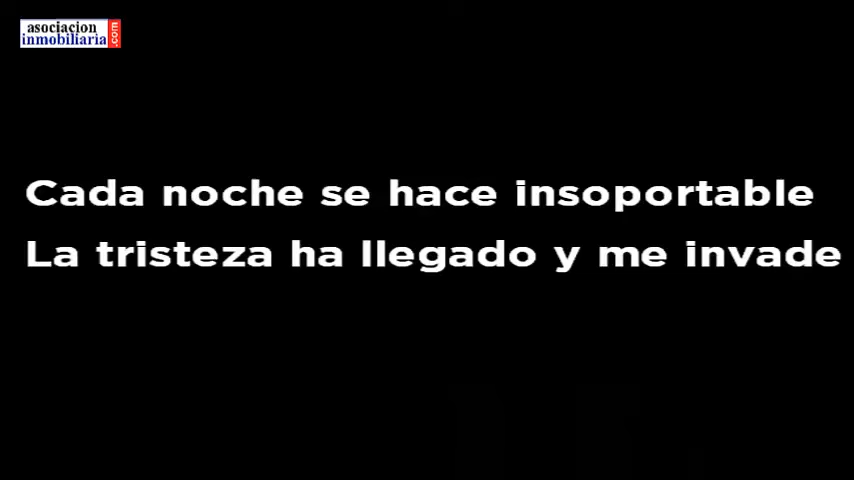 asociacion
inmobiliaria.com
Cada noche se hace insoportable
La tristeza ha llegado y me invade